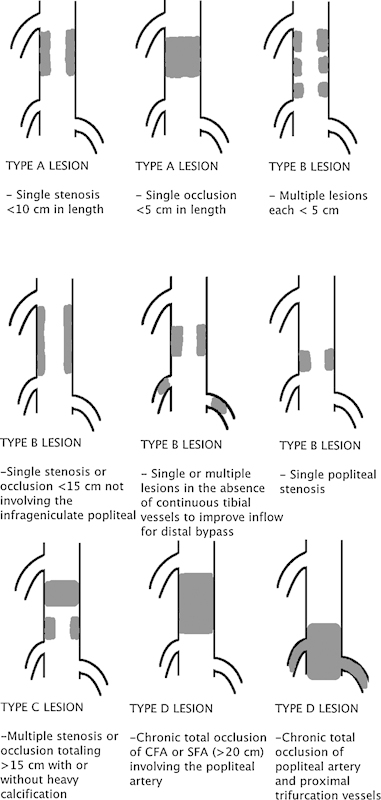 TYPE A LESION
- Single stenosis
<10 cm in length
TYPE A LESION
- Single occlusion
<5 cm in length
TYPE B LESION
- Multiple lesions
each < 5 cm
TYPE B LESION
-Single stenosis or
occlusion <15 cm not
involving the
infrageniculate popliteal
TYPE B LESION
- Single or multiple
lesions in the absence
of continuous tibial
vessels to improve inflow
for distal bypass
TYPE B LESION
- Single popliteal
stenosis
TYPE C LESION
-Multiple stenosis or
occlusion totaling
>15 cm with or
without heavy
calcification
TYPE D LESION
-Chronic total occlusion
of CFA or SFA (>20 cm)
involving the popliteal
artery
TYPE D LESION
-Chronic total
occlusion of
popliteal artery
and proximal
trifurcation vessels